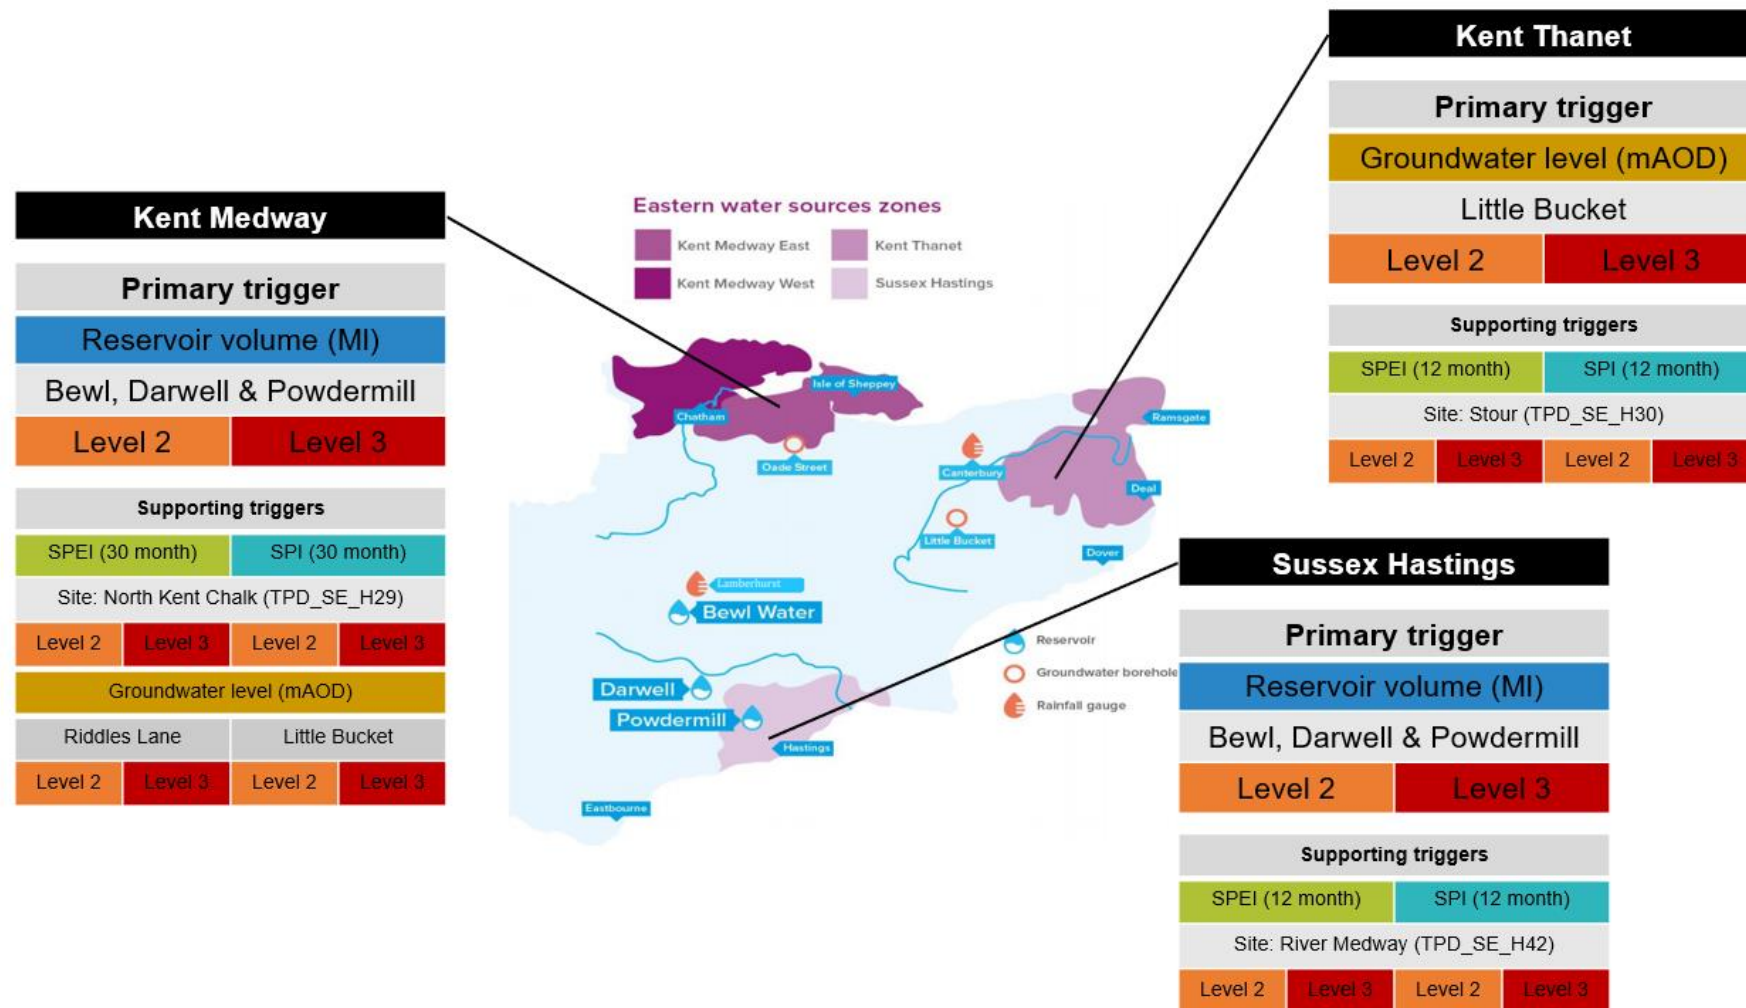 Kent Thanet
Primary trigger
Groundwater level (mAOD)
Little Bucket
Level 2 Level 3
Supporting triggers
SPEI (12 month) SPI (12 month)
Site: Stour (TPD_SE_H30)
Level 2 Level 3 Level 2 Level 3
Kent Medway
Primary trigger
Reservoir volume (Ml)
Bewl, Darwell & Powdermill
Level 2 Level 3
Supporting triggers
SPEI (30 month) SPI (30 month)
Site: North Kent Chalk (TPD_SE_H29)
Level 2 Level 3 Level 2 Level 3
Groundwater level (mAOD)
Riddles Lane Little Bucket
Level 2 Level 3 Level 2 Level 3
Eastern water sources zones
Kent Medway East Kent Thanet
Kent Medway West Sussex Hastings
Isle of Sheppey
Chatham
Ramsgate
Oade Street
Canterbury
Deal
Little Bucket
Dover
Lamberhurst
Bewl Water
Darwell
Powdermill
Hastings
Eastbourne
Reservoir
Groundwater borehole
Rainfall gauge
Sussex Hastings
Primary trigger
Reservoir volume (Ml)
Bewl, Darwell & Powdermill
Level 2 Level 3
Supporting triggers
SPEI (12 month) SPI (12 month)
Site: River Medway (TPD_SE_H42)
Level 2 Level 3 Level 2 Level 3